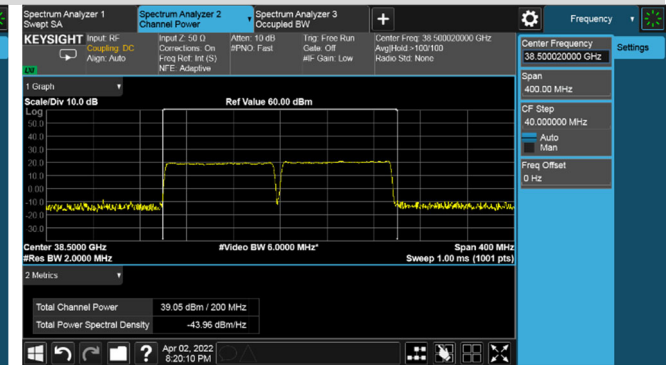 Spectrum Analyzer 1
Swept SA
Spectrum Analyzer 2
Channel Power
Spectrum Analyzer 3
Occupied BW
Frequency
KEYSIGHT
Input: RF
Coupling: DC
Align: Auto
Input Z: 50 Ω
Corrections: On
Freq Ref: Int (S)
NFE: Adaptive
Atten: 10 dB
#PNO: Fast
Trig: Free Run
Gate: Off
#IF Gain: Low
Center Freq: 38.500020000 GHz
Avg|Hold:>100/100
Radio Std: None
Center Frequency
38.500020000 GHz
Settings
Span
400.00 MHz
CF Step
40.000000 MHz
Auto
Man
Freq Offset
0 Hz
1 Graph
Scale/Div 10.0 dB
Ref Value 60.00 dBm
Log
50.0
40.0
30.0
20.0
10.0
0.00
-10.0
-20.0
-30.0
Center 38.5000 GHz
#Video BW 6.0000 MHz*
Span 400 MHz
#Res BW 2.0000 MHz
Sweep 1.00 ms (1001 pts)
2 Metrics
Total Channel Power
39.05 dBm / 200 MHz
Total Power Spectral Density
-43.96 dBm/Hz
?
Apr 02, 2022
8:20:10 PM